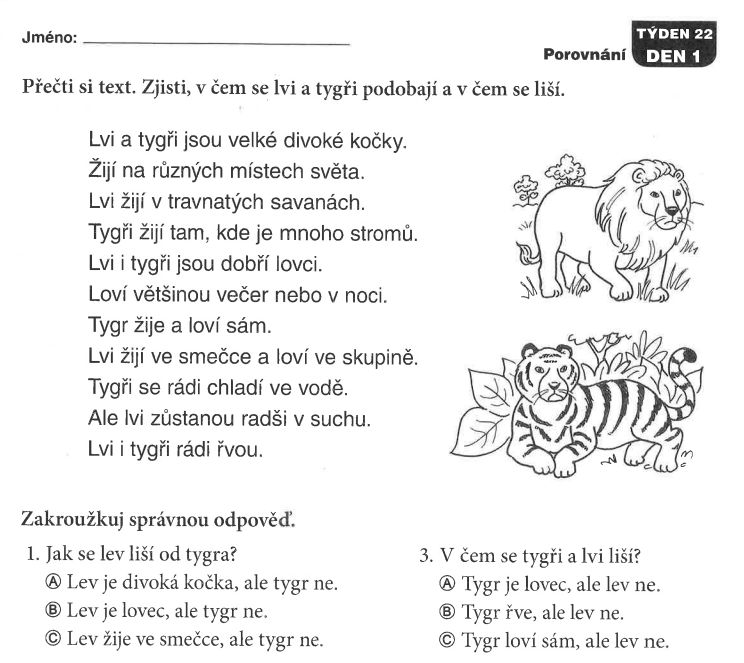 Jméno:
TÝDEN 22
Porovnání DEN 1
Přečti si text. Zjisti, v čem se lvi a tygři podobají a v čem se liší.
Lvi a tygři jsou velké divoké kočky.
Žijí na různých místech světa.
Lvi žijí v travnatých savanách.
Tygři žijí tam, kde je mnoho stromů.
Lvi i tygři jsou dobří lovci.
Loví většinou večer nebo v noci.
Tygr žije a loví sám.
Lvi žijí ve smečce a loví ve skupině.
Tygři se rádi chladí ve vodě.
Ale lvi zůstanou radši v suchu.
Lvi i tygři rádi řvou.
Zakroužkuj správnou odpověď.
1. Jak se lev liší od tygra?
Ⓐ Lev je divoká kočka, ale tygr ne.
Ⓑ Lev je lovec, ale tygr ne.
Ⓒ Lev žije ve smečce, ale tygr ne.
3. V čem se tygři a lvi liší?
Ⓐ Tygr je lovec, ale lev ne.
Ⓑ Tygr řve, ale lev ne.
Ⓒ Tygr loví sám, ale lev ne.